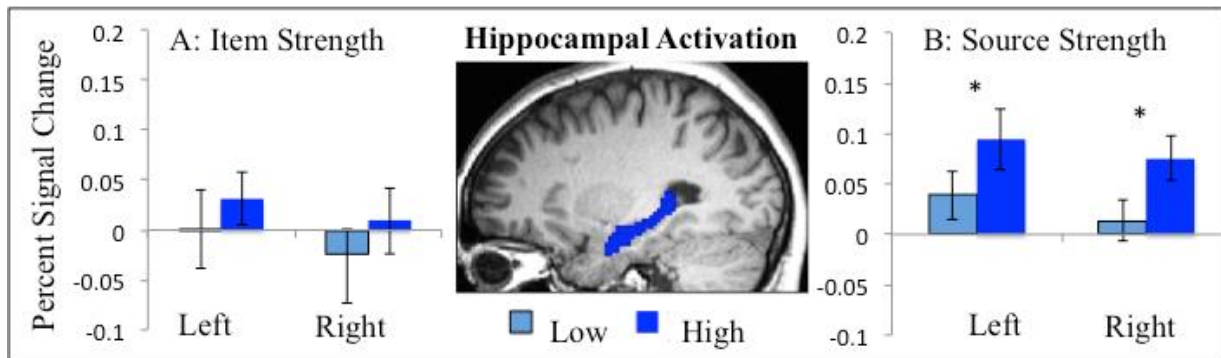 A: Item Strength
Percent Signal Change
0.2
0.15
0.1
0.05
0
-0.05
-0.1
Left Right
Hippocampal Activation
Low High
B: Source Strength
0.2
0.15
0.1
0.05
0
-0.05
-0.1
*
*
Left Right